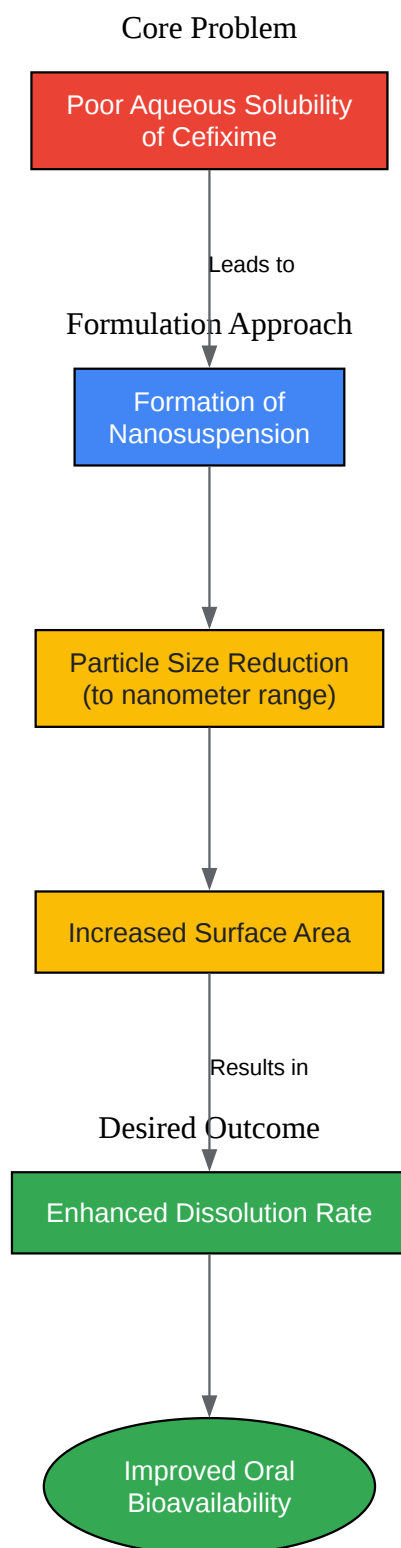 Core Problem
Poor Aqueous Solubility
of Cefixime
Leads to
Formulation Approach
Formation of
Nanosuspension
Particle Size Reduction
(to nanometer range)
Increased Surface Area
Results in
Desired Outcome
Enhanced Dissolution Rate
Improved Oral
Bioavailability